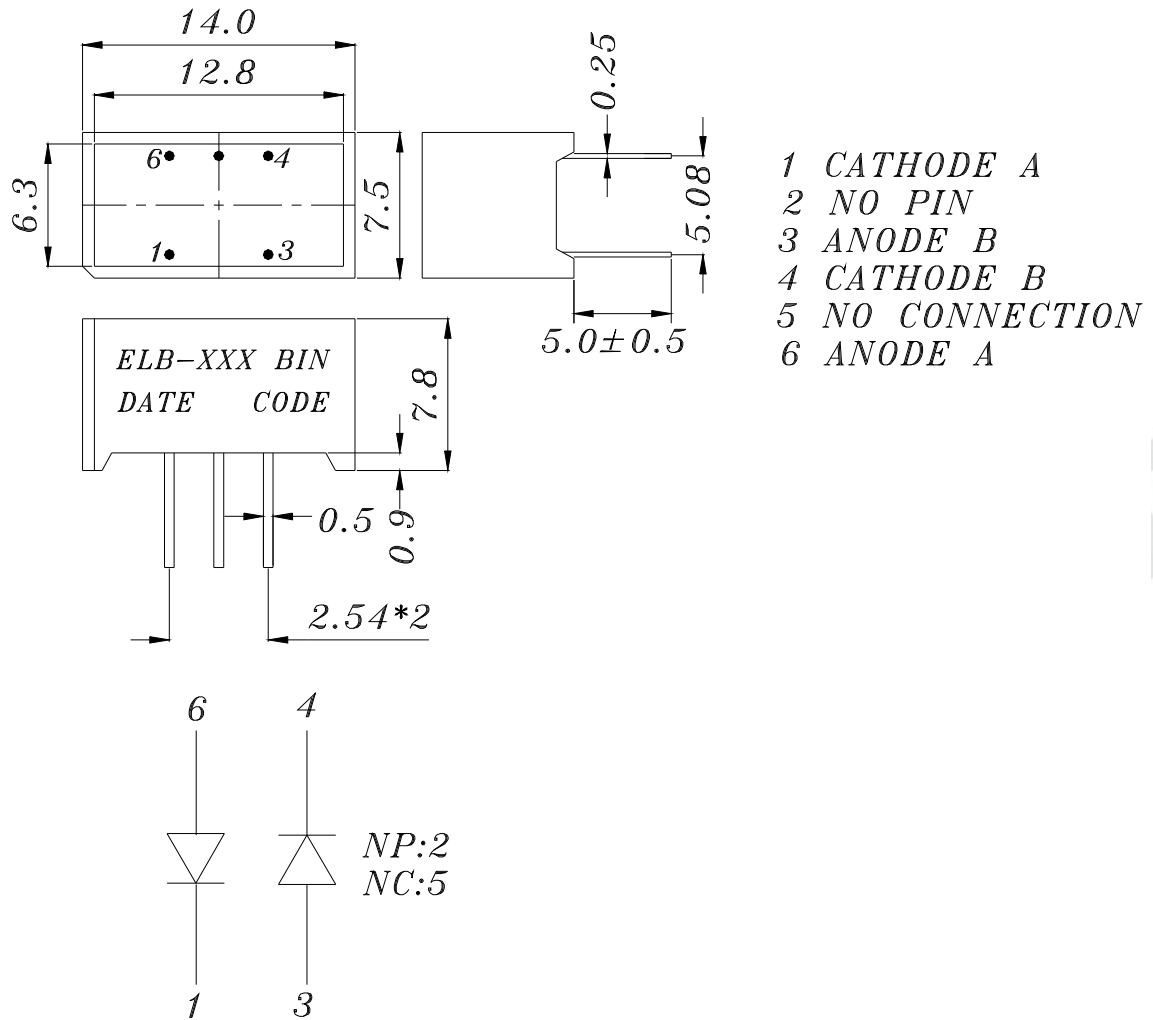 14.0
12.8
0.25
6 4
6.3
7.5
5.08
1 3
5.0±0.5
1 CATHODE A
2 NO PIN
3 ANODE B
4 CATHODE B
5 NO CONNECTION
6 ANODE A
ELB-XXX BIN
DATE CODE
7.8
0.5
0.9
2.54*2
6 4
NP:2
NC:5
1 3